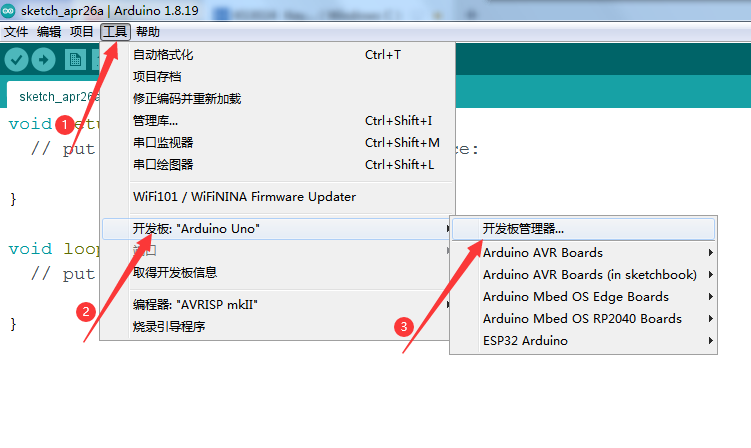 sketch_apr26a | Arduino 1.8.19
文件 编辑 项目 工具 帮助
sketch_apr26a
自动格式化 Ctrl+T
项目存档
修正编码并重新加载
管理库... Ctrl+Shift+I
串口监视器 Ctrl+Shift+M
串口绘图器 Ctrl+Shift+L
WiFi101 / WiFiNINA Firmware Updater
开发板: "Arduino Uno"
端口
取得开发板信息
编程器: "AVRISP mkII"
烧录引导程序
开发板管理器...
Arduino AVR Boards
Arduino AVR Boards (in sketchbook)
Arduino Mbed OS Edge Boards
Arduino Mbed OS RP2040 Boards
ESP32 Arduino
1
2
3
void etu
// put ce:
}
void loop
// put
}